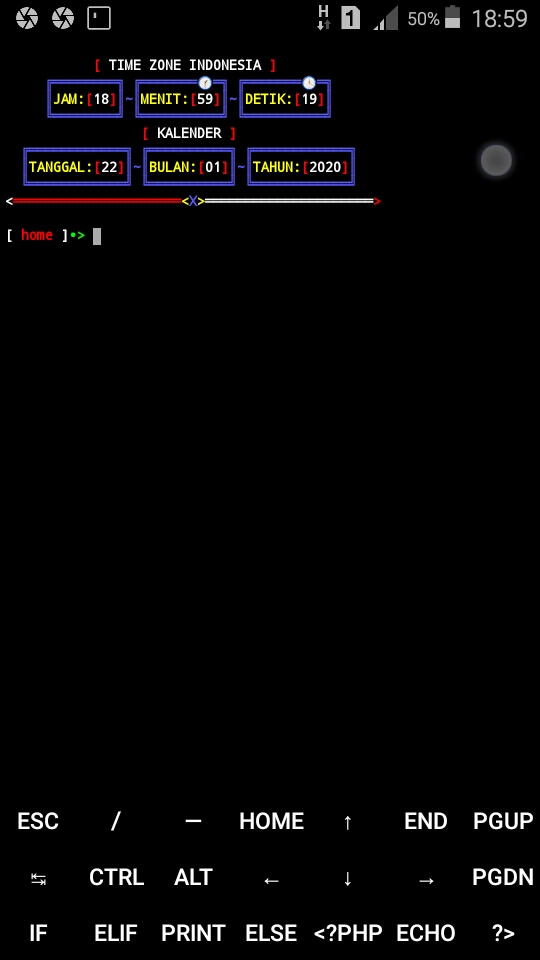 H 1 50% 18:59
[ TIME ZONE INDONESIA ]
JAM:[18] ~ MENIT:[59] ~ DETIK:[19]
[ KALENDER ]
TANGGAL:[22] ~ BULAN:[01] ~ TAHUN:[2020]
<═════════════════════<X>═════════════════════>
[ home ]•>
ESC / — HOME ↑ END PGUP
↹ CTRL ALT ← ↓ → PGDN
IF ELIF PRINT ELSE <?PHP ECHO ?>